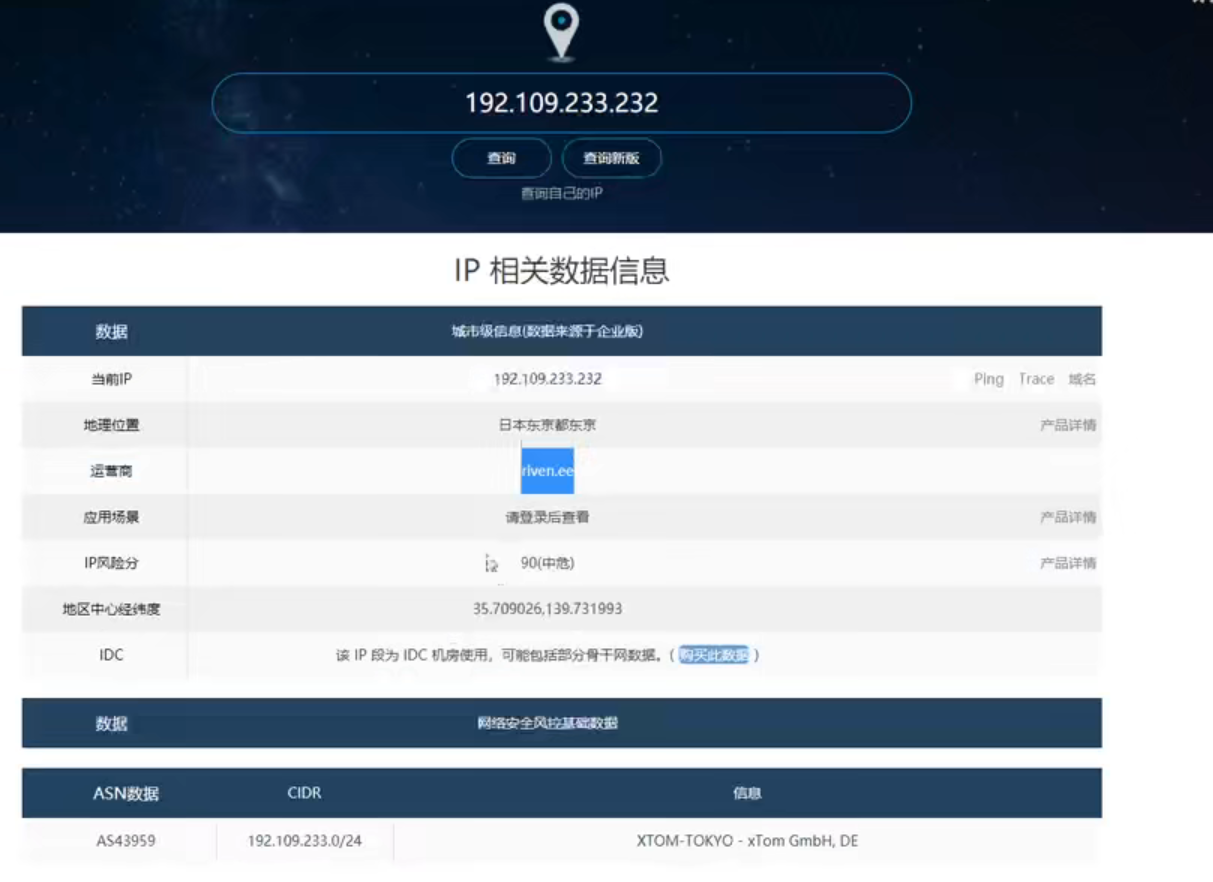 192.109.233.232
查询 查询新版
查询自己的IP
IP 相关数据信息
数据 城市级信息(数据来源于企业版)
当前IP 192.109.233.232 Ping Trace 域名
地理位置 日本东京都东京 产品详情
运营商 riven.ee
应用场景 请登录后查看 产品详情
IP风险分 90(中危) 产品详情
地区中心经纬度 35.709026,139.731993
IDC 该 IP 段为 IDC 机房使用，可能包括部分骨干网数据。( 购买此数据 )
数据 网络安全风控基础数据
ASN数据 CIDR 信息
AS43959 192.109.233.0/24 XTOM-TOKYO - xTom GmbH, DE